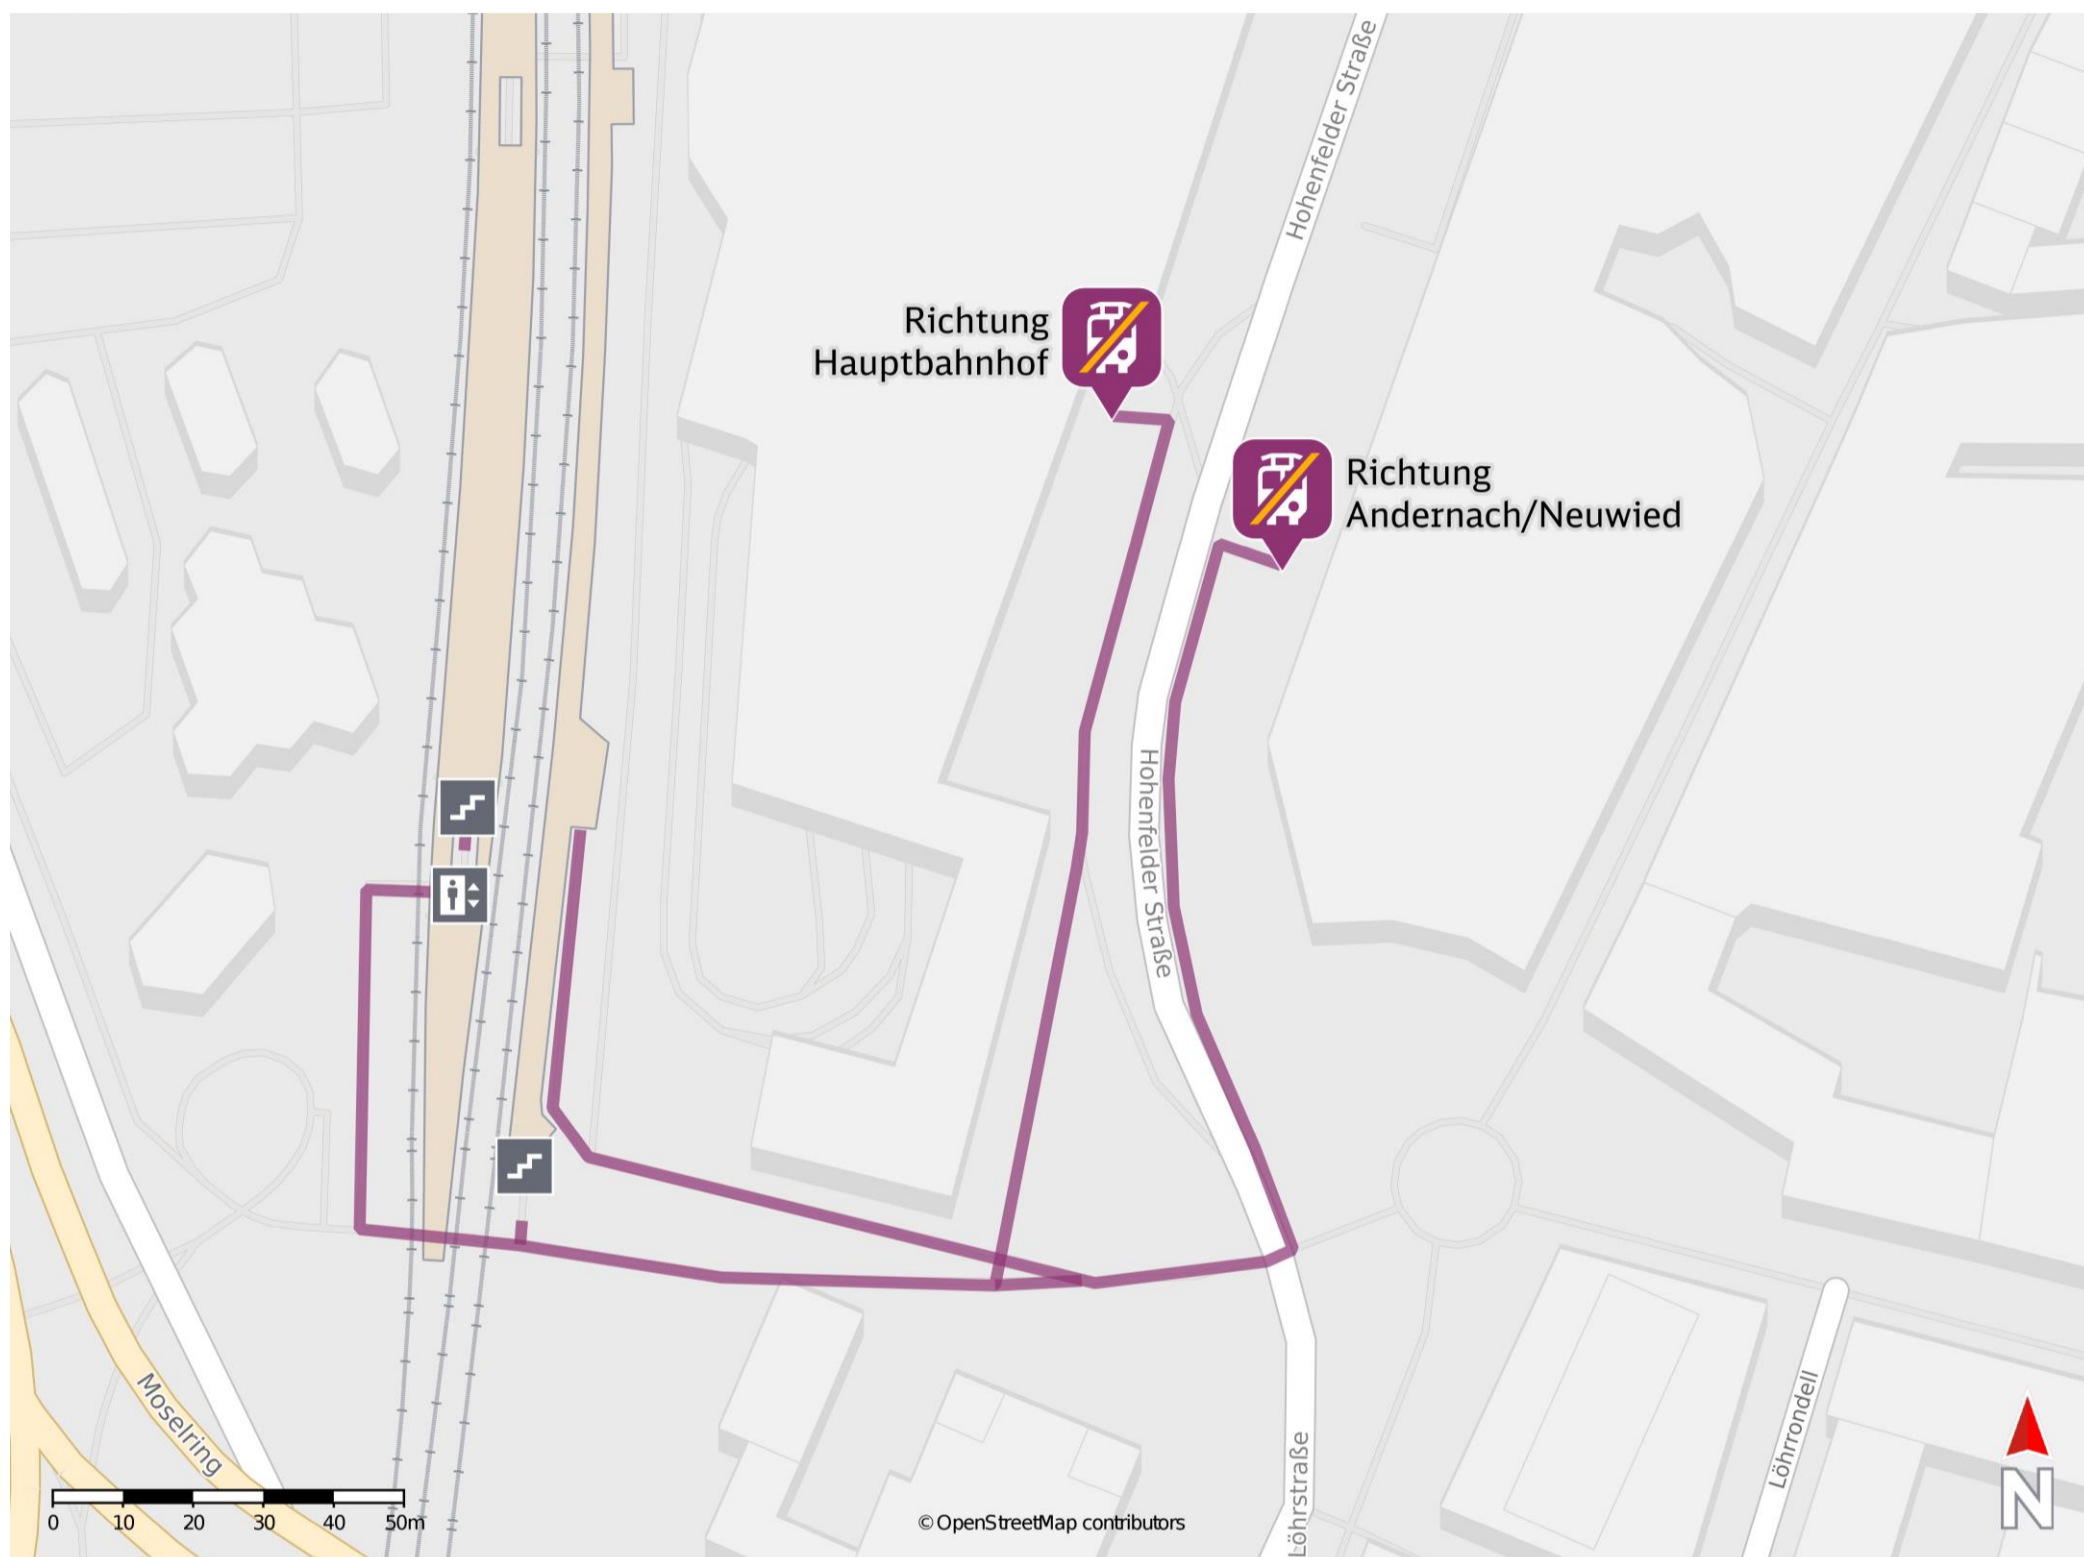 Hohenfelder Straße
Richtung
Hauptbahnhof
Richtung
Andernach/Neuwied
Hohenfelder Straße
Moselring
Löhrrondell
Löhrstraße
N
0 10 20 30 40 50m
© OpenStreetMap contributors